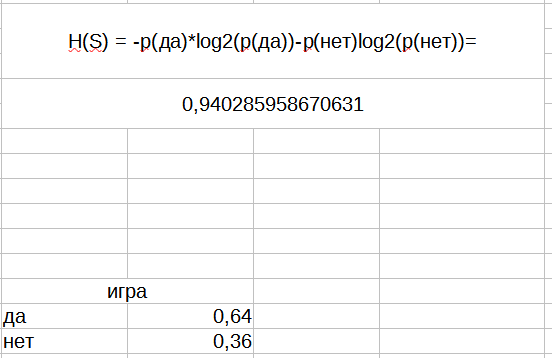 H(S) = -p(да)*log2(p(да))-p(нет)log2(p(нет))=
0,940285958670631
игра
да 0,64
нет 0,36